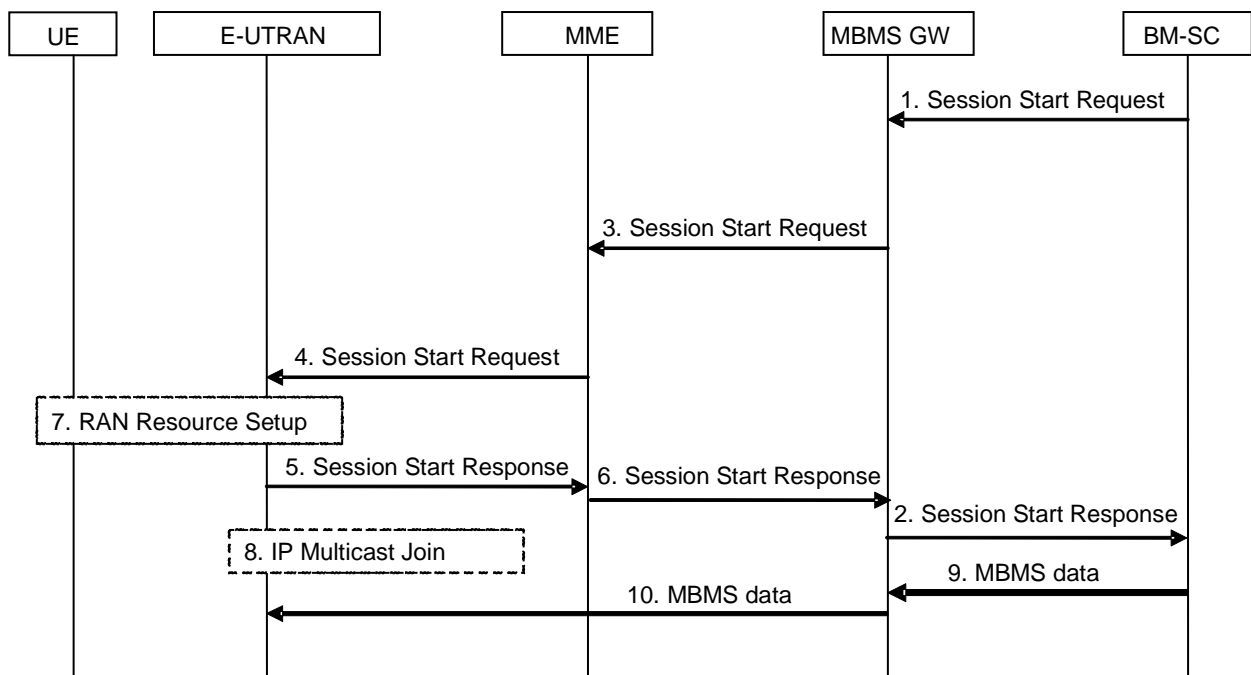 UE
E-UTRAN
MME
MBMS GW
BM-SC
1. Session Start Request
3. Session Start Request
4. Session Start Request
7. RAN Resource Setup
5. Session Start Response
6. Session Start Response
2. Session Start Response
8. IP Multicast Join
9. MBMS data
10. MBMS data